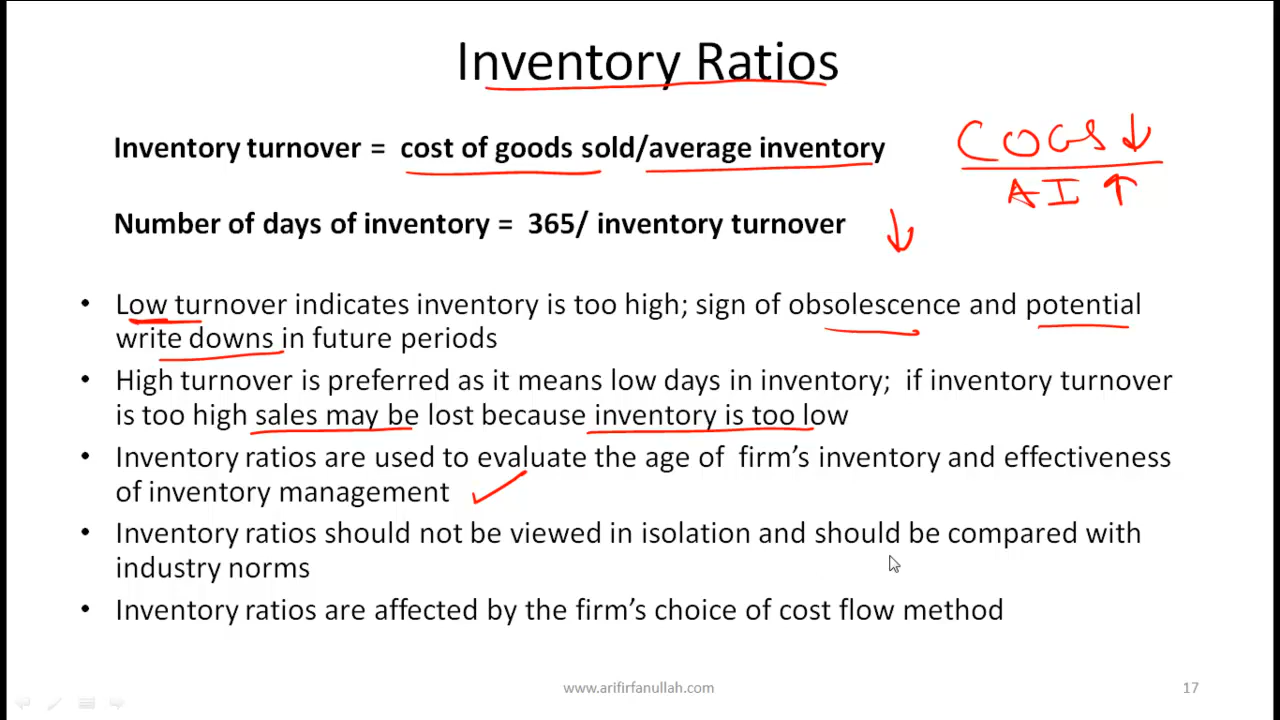 Inventory Ratios
Inventory turnover = cost of goods sold/average inventory
COGS ↓
AI ↑
Number of days of inventory = 365/ inventory turnover ↓
• Low turnover indicates inventory is too high; sign of obsolescence and potential
write downs in future periods
• High turnover is preferred as it means low days in inventory; if inventory turnover
is too high sales may be lost because inventory is too low
• Inventory ratios are used to evaluate the age of firm’s inventory and effectiveness
of inventory management ✓
• Inventory ratios should not be viewed in isolation and should be compared with
industry norms
• Inventory ratios are affected by the firm’s choice of cost flow method
www.arifirfanullah.com
17